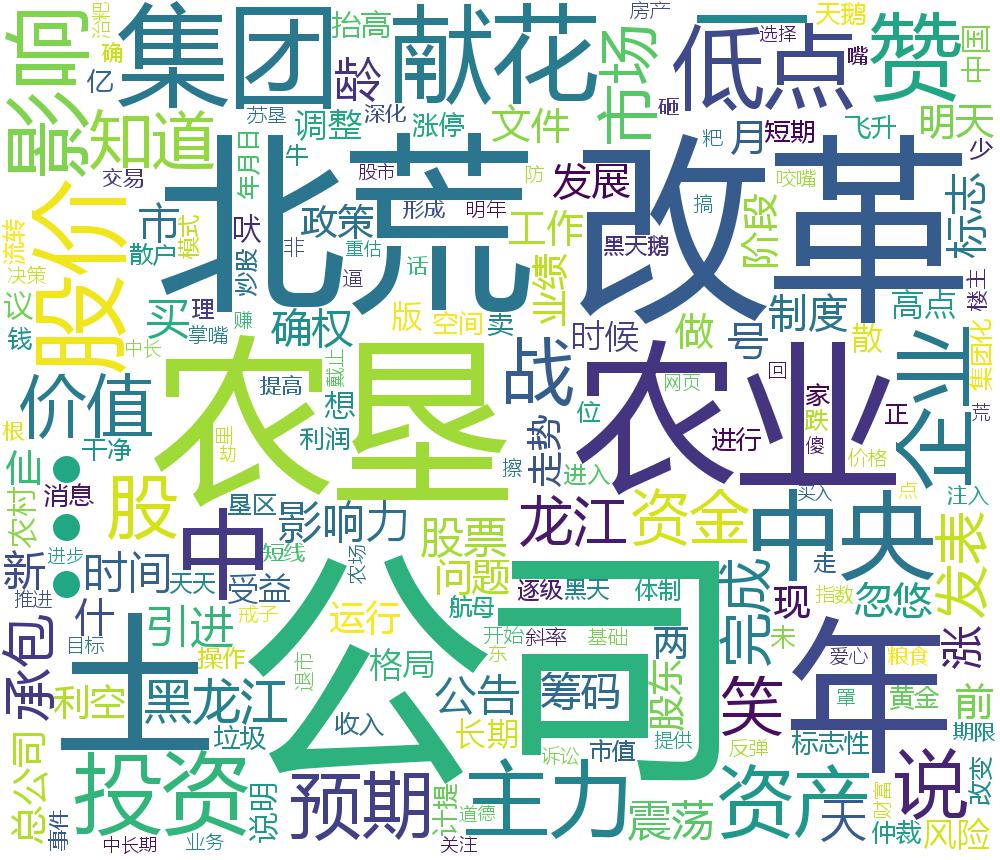 影响
治粑
确
亿
集团
抬高
龄
献花
房产
低点
选择
天鹅
嘴
赞
中国
知道
苏垦
调整
深化
涨停
文件
市场
砸
粑
月
短期
飞升
明天
少
交易
年月日
牛
股市
防
发展
咬嘴
标志
股价
流转
模式
市
散户
北荒
吠
政策
形成
明年
工作
搞
改革
黑天鹅
阶段
决策
炒股
非
重估
话
业绩
楼主
议
钱
买
理
掌嘴
赚
逼
确权
版
空间
卖
时候
做
号
制度
高点
散
集团化
中长
戴止
价值
根
干净
农垦
提高
想
利润
战
农业
网页
回
家
跌
傻
正
荒
企业
位
进行
价格
走势
擦
进入
买入
点
注入
农村
消息
股
垦区
影响力
股票
龙江
资金
中央
发表
进步
新
时间
中
天天
短线
受益
农场
问题
逐级
黑天
体制
完成
走
现
指数
忽悠
推进
什
引进
戒子
运行
航母
开始
斜率
基础
两
未
承包
目标
土
操作
公司
格局
东
年
爱心
粮食
涨
利空
黑龙江
退市
公告
筹码
股东
笑
罩
黄金
前
垃圾
收入
长期
诉讼
市值
提供
反弹
标志性
期限
总公司
投资
说明
预期
计提
道德
主力
震荡
资产
天
财富
说
改变
事件
中长期
业务
关注
仲裁
风险